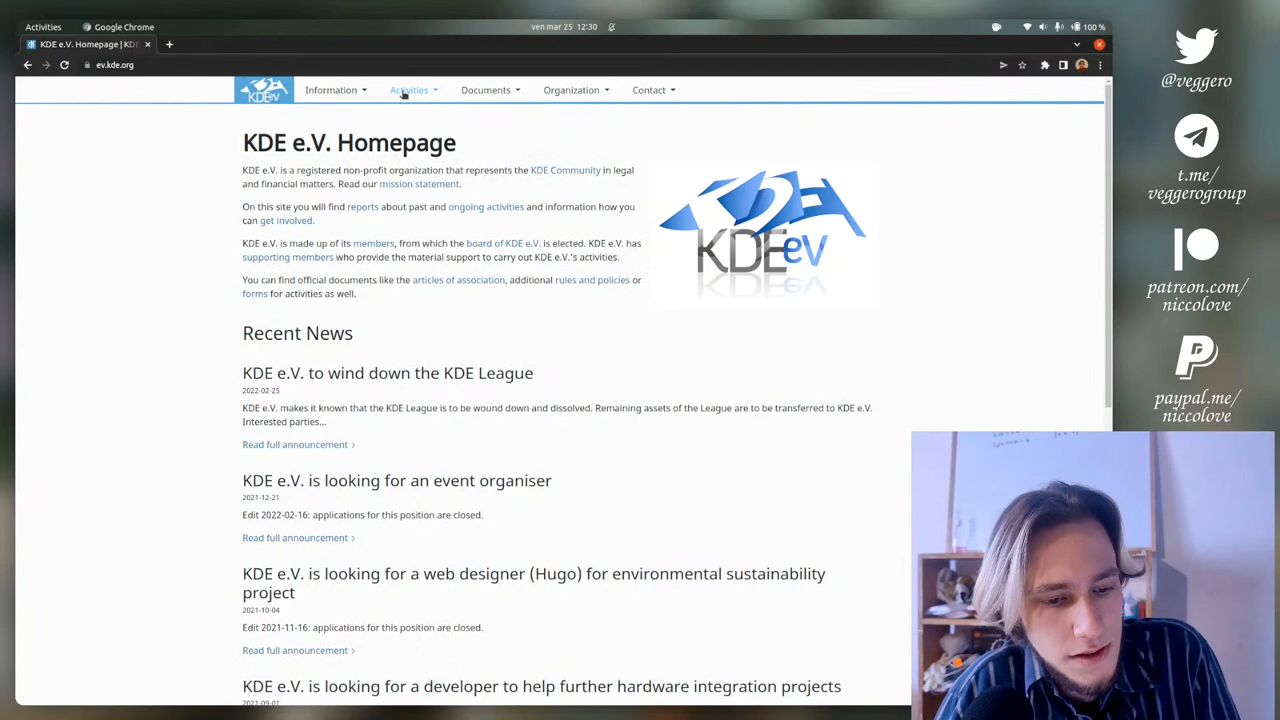 Activities
Google Chrome
ven mar 25 12:30
100 %
KDE e.V. Homepage | KD
ev.kde.org
KDE ev
Information
Activities
Documents
Organization
Contact
KDE e.V. Homepage
KDE e.V. is a registered non-profit organization that represents the KDE Community in legal
and financial matters. Read our mission statement.
On this site you will find reports about past and ongoing activities and information how you
can get involved.
KDE e.V. is made up of its members, from which the board of KDE e.V. is elected. KDE e.V. has
supporting members who provide the material support to carry out KDE e.V.'s activities.
You can find official documents like the articles of association, additional rules and policies or
forms for activities as well.
KDE
KDE ev
Recent News
KDE e.V. to wind down the KDE League
2022-02-25
KDE e.V. makes it known that the KDE League is to be wound down and dissolved. Remaining assets of the League are to be transferred to KDE e.V.
Interested parties...
Read full announcement >
KDE e.V. is looking for an event organiser
2021-12-21
Edit 2022-02-16: applications for this position are closed.
Read full announcement >
KDE e.V. is looking for a web designer (Hugo) for environmental sustainability
project
2021-10-04
Edit 2021-11-16: applications for this position are closed.
Read full announcement >
KDE e.V. is looking for a developer to help further hardware integration projects
2021-09-01
@veggero
t.me/
veggerogroup
patreon.com/
niccolove
paypal.me/
niccolove